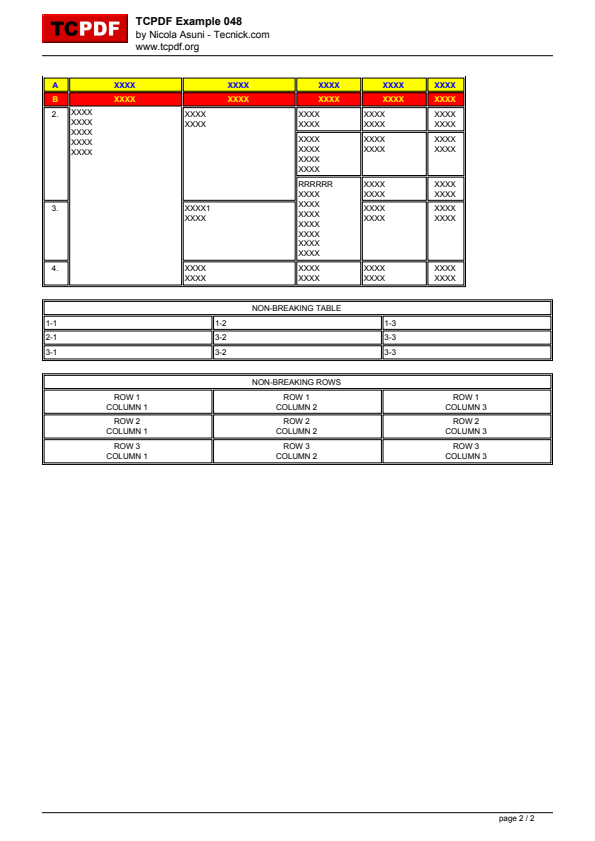 TCPDF
TCPDF Example 048
by Nicola Asuni - Tecnick.com
www.tcpdf.org
A XXXX XXXX XXXX XXXX XXXX
B XXXX XXXX XXXX XXXX XXXX
2. XXXX XXXX XXXX XXXX XXXX
XXXX XXXX XXXX XXXX XXXX
XXXX XXXX XXXX XXXX
XXXX XXXX XXXX XXXX
XXXX XXXX
XXXX
RRRRRR XXXX XXXX
XXXX XXXX XXXX
3. XXXX1 XXXX XXXX XXXX
XXXX XXXX XXXX XXXX
XXXX
XXXX
XXXX
XXXX
4. XXXX XXXX XXXX XXXX
XXXX XXXX XXXX XXXX
NON-BREAKING TABLE
1-1 1-2 1-3
2-1 3-2 3-3
3-1 3-2 3-3
NON-BREAKING ROWS
ROW 1 ROW 1 ROW 1
COLUMN 1 COLUMN 2 COLUMN 3
ROW 2 ROW 2 ROW 2
COLUMN 1 COLUMN 2 COLUMN 3
ROW 3 ROW 3 ROW 3
COLUMN 1 COLUMN 2 COLUMN 3
page 2 / 2